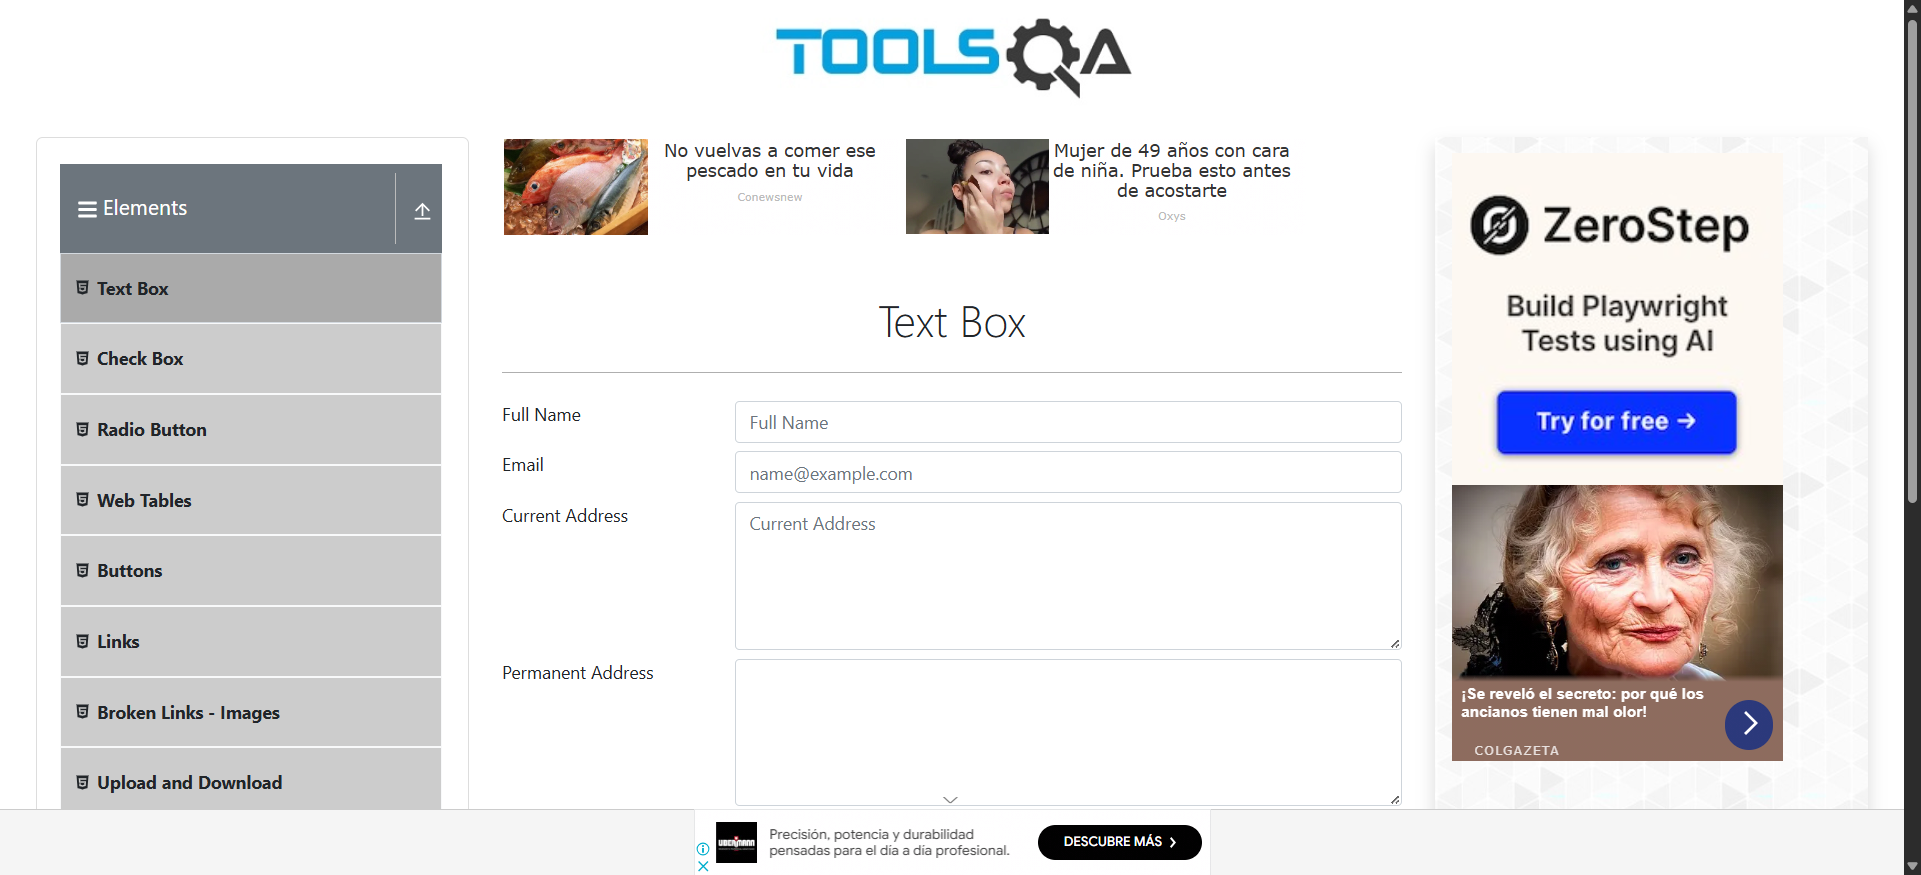 TOOLSQA
Elements
Text Box
Check Box
Radio Button
Web Tables
Buttons
Links
Broken Links - Images
Upload and Download
No vuelvas a comer ese
pescado en tu vida
Conewsnew
Mujer de 49 años con cara
de niña. Prueba esto antes
de acostarte
Oxys
Text Box
Full Name
Full Name
Email
name@example.com
Current Address
Current Address
Permanent Address
ZeroStep
Build Playwright
Tests using AI
Try for free →
¡Se reveló el secreto: por qué los
ancianos tienen mal olor!
COLGAZETA
UBERMANN
Precisión, potencia y durabilidad
pensadas para el día a día profesional.
DESCUBRE MÁS